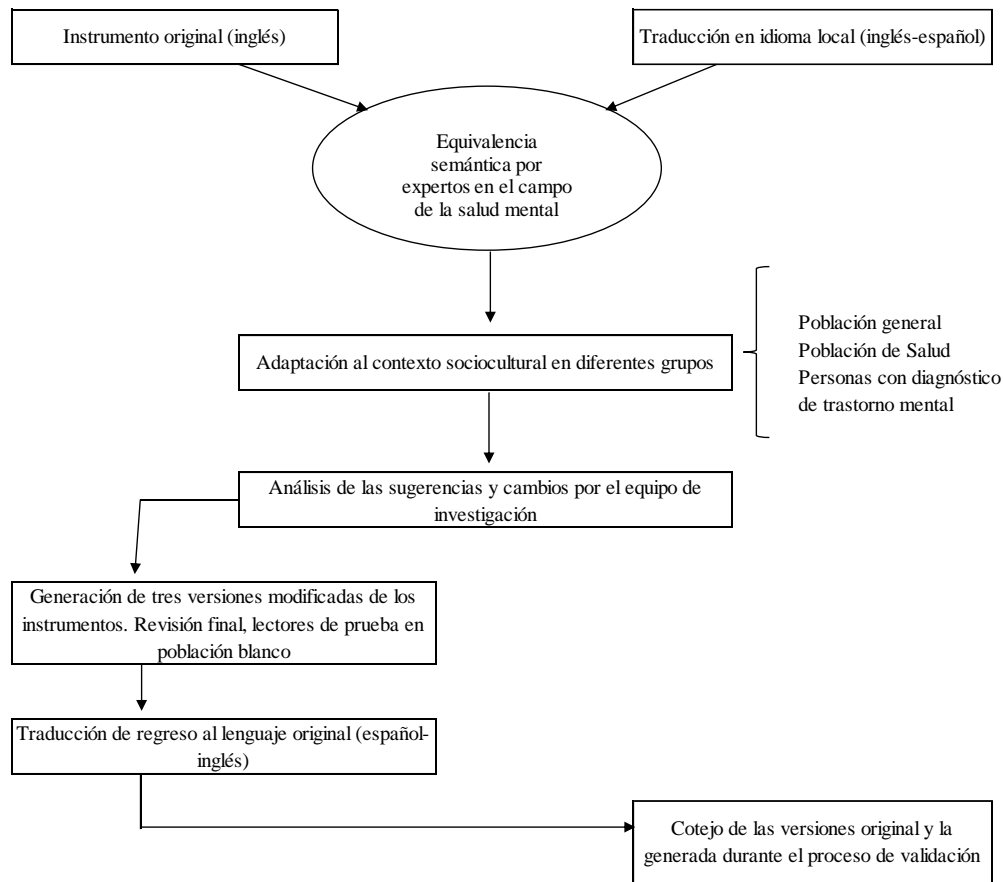 Instrumento original (inglés)
Traducción en idioma local (inglés-español)
Equivalencia
semántica por
expertos en el campo
de la salud mental
Adaptación al contexto sociocultural en diferentes grupos
Población general
Población de Salud
Personas con diagnóstico
de trastorno mental
Análisis de las sugerencias y cambios por el equipo de
investigación
Generación de tres versiones modificadas de los
instrumentos. Revisión final, lectores de prueba en
población blanco
Traducción de regreso al lenguaje original (español-
inglés)
Cotejo de las versiones original y la
generada durante el proceso de validación